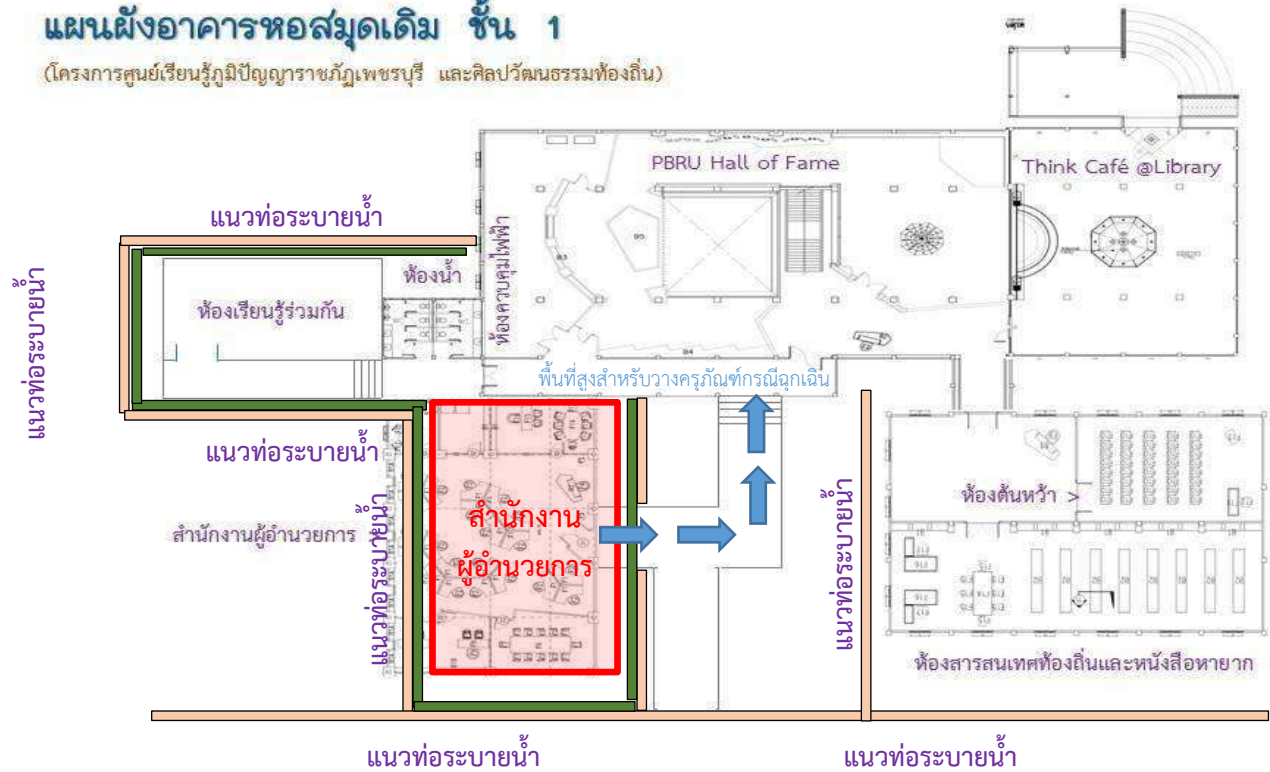 แผนผังอาคารหอสมุดเดิม ชั้น 1
(โครงการศูนย์เรียนรู้ภูมิปัญญาราชภัฏเพชรบุรี และศิลปวัฒนธรรมท้องถิ่น)
PBRU Hall of Fame
Think Café @Library
แนวท่อระบายน้ำ
แนวท่อระบายน้ำ
ห้องน้ำ
ห้องควบคุมไฟฟ้า
ห้องเรียนรู้ร่วมกัน
B5
B3
B4
พื้นที่สูงสำหรับวางครุภัณฑ์กรณีฉุกเฉิน
แนวท่อระบายน้ำ
แนวท่อระบายน้ำ
สำนักงานผู้อำนวยการ
สำนักงาน
ผู้อำนวยการ
แนวท่อระบายน้ำ
ห้องต้นหว้า >
ห้องสารสนเทศท้องถิ่นและหนังสือหายาก
แนวท่อระบายน้ำ
แนวท่อระบายน้ำ